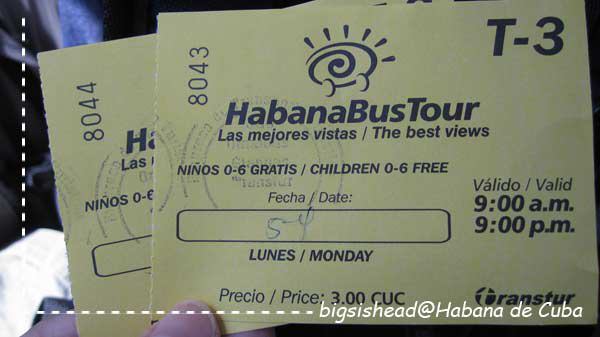 8044
8043
T-3
HabanaBusTour
Las mejores vistas / The best views
NIÑOS 0-6 GRATIS / CHILDREN 0-6 FREE
Fecha / Date:
5-4
LUNES / MONDAY
Válido / Valid
9:00 a.m.
9:00 p.m.
Precio / Price: 3.00 CUC
Transtur
Ha
Las m
NIÑOS 0-6
bigsishead@Habana de Cuba